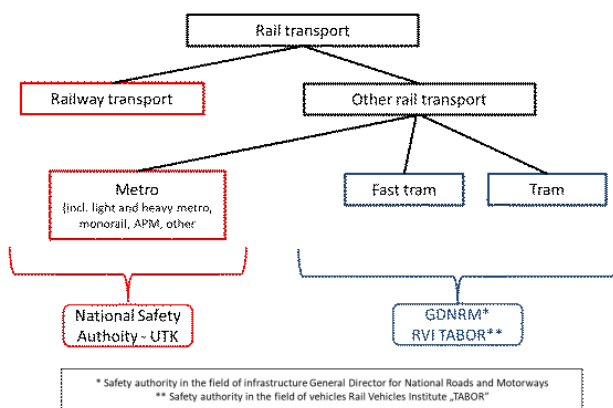 Rail transport
Railway transport
Other rail transport
Metro
(incl. light and heavy metro,
monorail, APM, other
Fast tram
Tram
National Safety
Authoity - UTK
GDNRM*
RVI TABOR**
* Safety authority in the field of infrastructure General Director for National Roads and Motorways
** Safety authority in the field of vehicles Rail Vehicles Institute „TABOR”